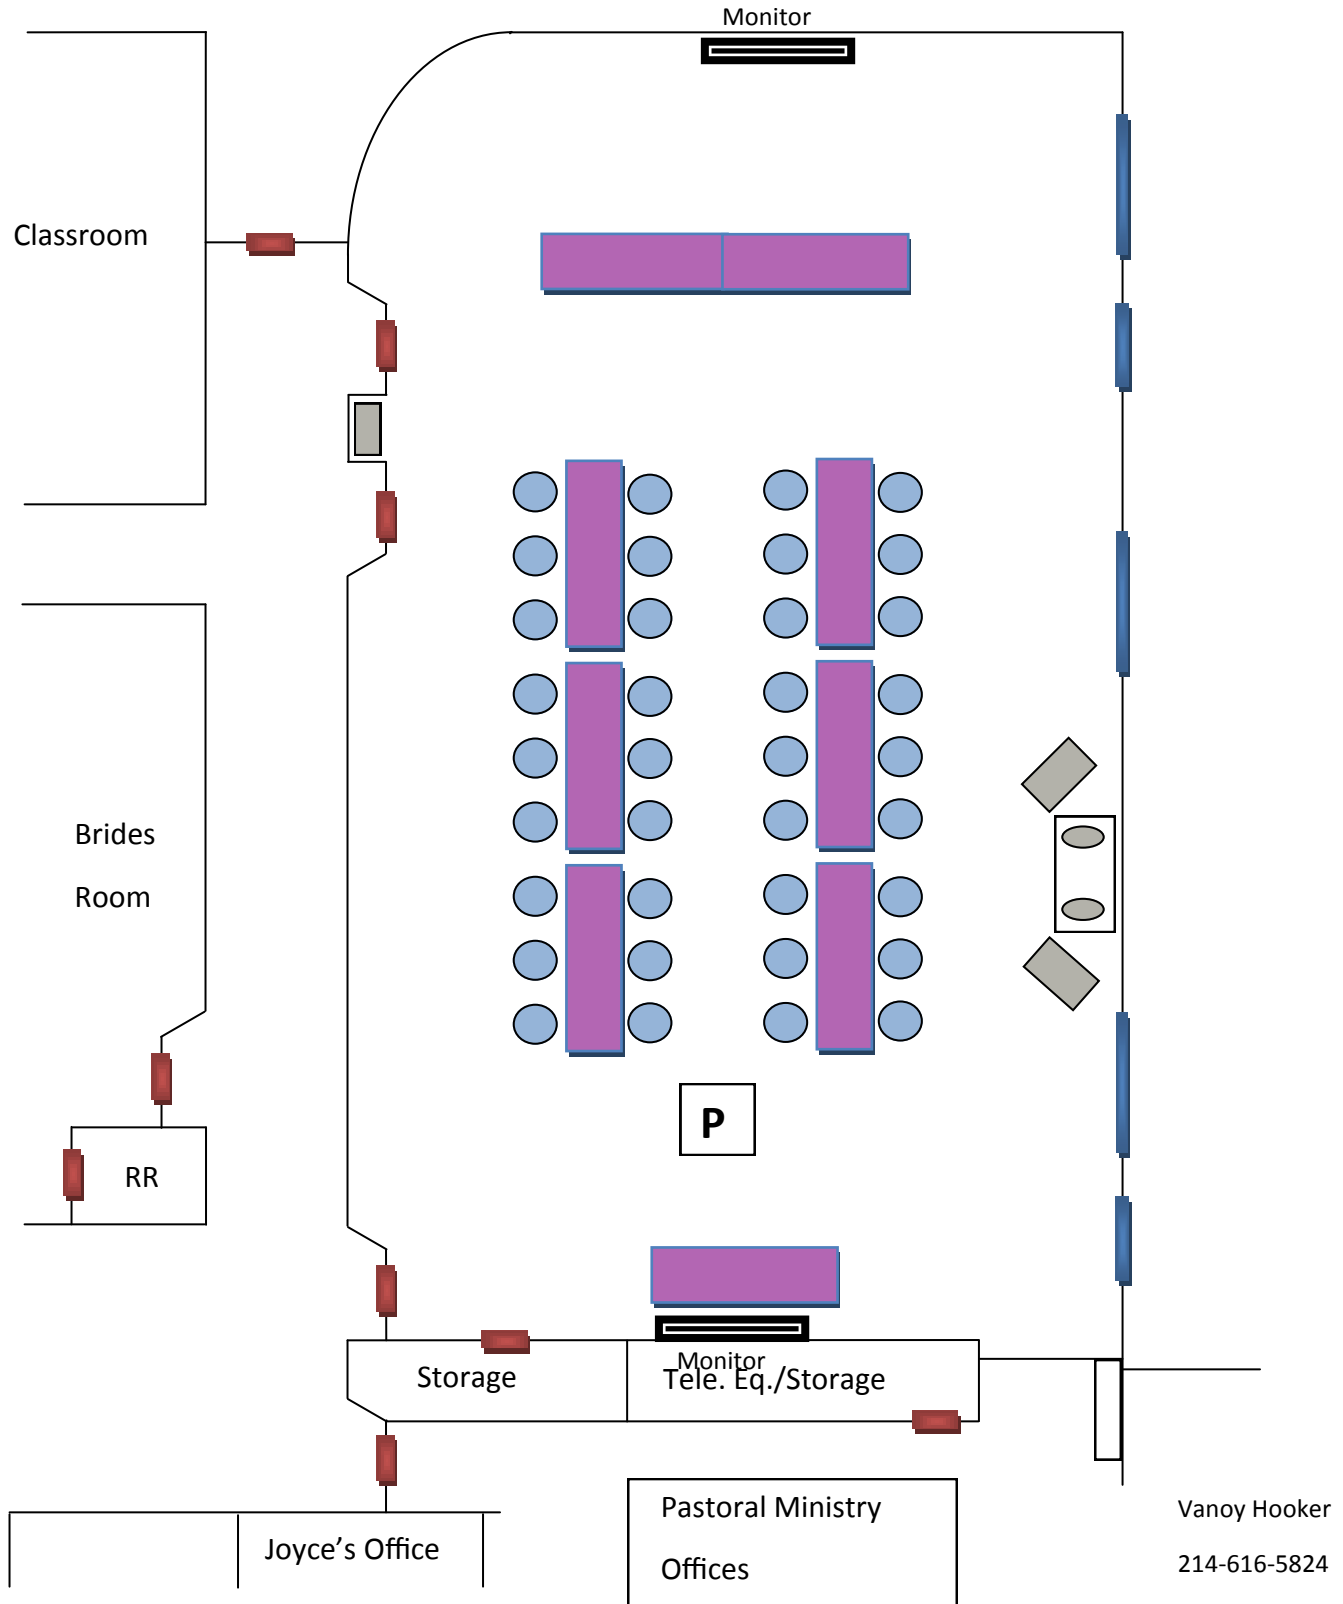 Monitor
Classroom
Brides
Room
P
RR
Monitor
Storage
Tele. Eq./Storage
Joyce’s Office
Pastoral Ministry
Offices
Vanoy Hooker
214-616-5824